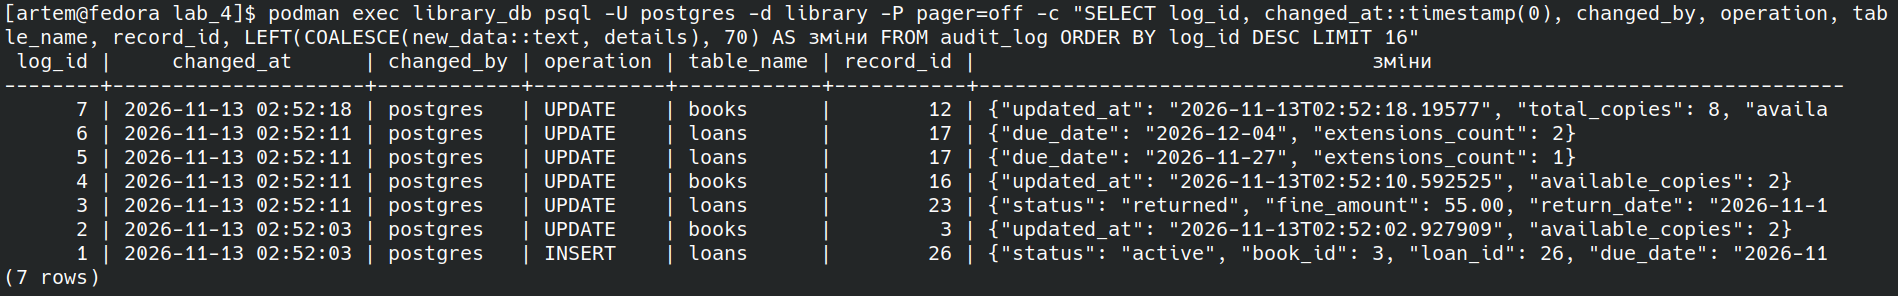 [artem@fedora lab_4]$ podman exec library_db psql -U postgres -d library -P pager=off -c "SELECT log_id, changed_at::timestamp(0), changed_by, operation, tab
le_name, record_id, LEFT(COALESCE(new_data::text, details), 70) AS зміни FROM audit_log ORDER BY log_id DESC LIMIT 16"
 log_id |     changed_at      | changed_by | operation | table_name | record_id |                                 зміни
--------+---------------------+------------+-----------+------------+-----------+------------------------------------------------------------------------
      7 | 2026-11-13 02:52:18 | postgres   | UPDATE    | books      |        12 | {"updated_at": "2026-11-13T02:52:18.19577", "total_copies": 8, "availa
      6 | 2026-11-13 02:52:11 | postgres   | UPDATE    | loans      |        17 | {"due_date": "2026-12-04", "extensions_count": 2}
      5 | 2026-11-13 02:52:11 | postgres   | UPDATE    | loans      |        17 | {"due_date": "2026-11-27", "extensions_count": 1}
      4 | 2026-11-13 02:52:11 | postgres   | UPDATE    | books      |        16 | {"updated_at": "2026-11-13T02:52:10.592525", "available_copies": 2}
      3 | 2026-11-13 02:52:11 | postgres   | UPDATE    | loans      |        23 | {"status": "returned", "fine_amount": 55.00, "return_date": "2026-11-1
      2 | 2026-11-13 02:52:03 | postgres   | UPDATE    | books      |         3 | {"updated_at": "2026-11-13T02:52:02.927909", "available_copies": 2}
      1 | 2026-11-13 02:52:03 | postgres   | INSERT    | loans      |        26 | {"status": "active", "book_id": 3, "loan_id": 26, "due_date": "2026-11
(7 rows)